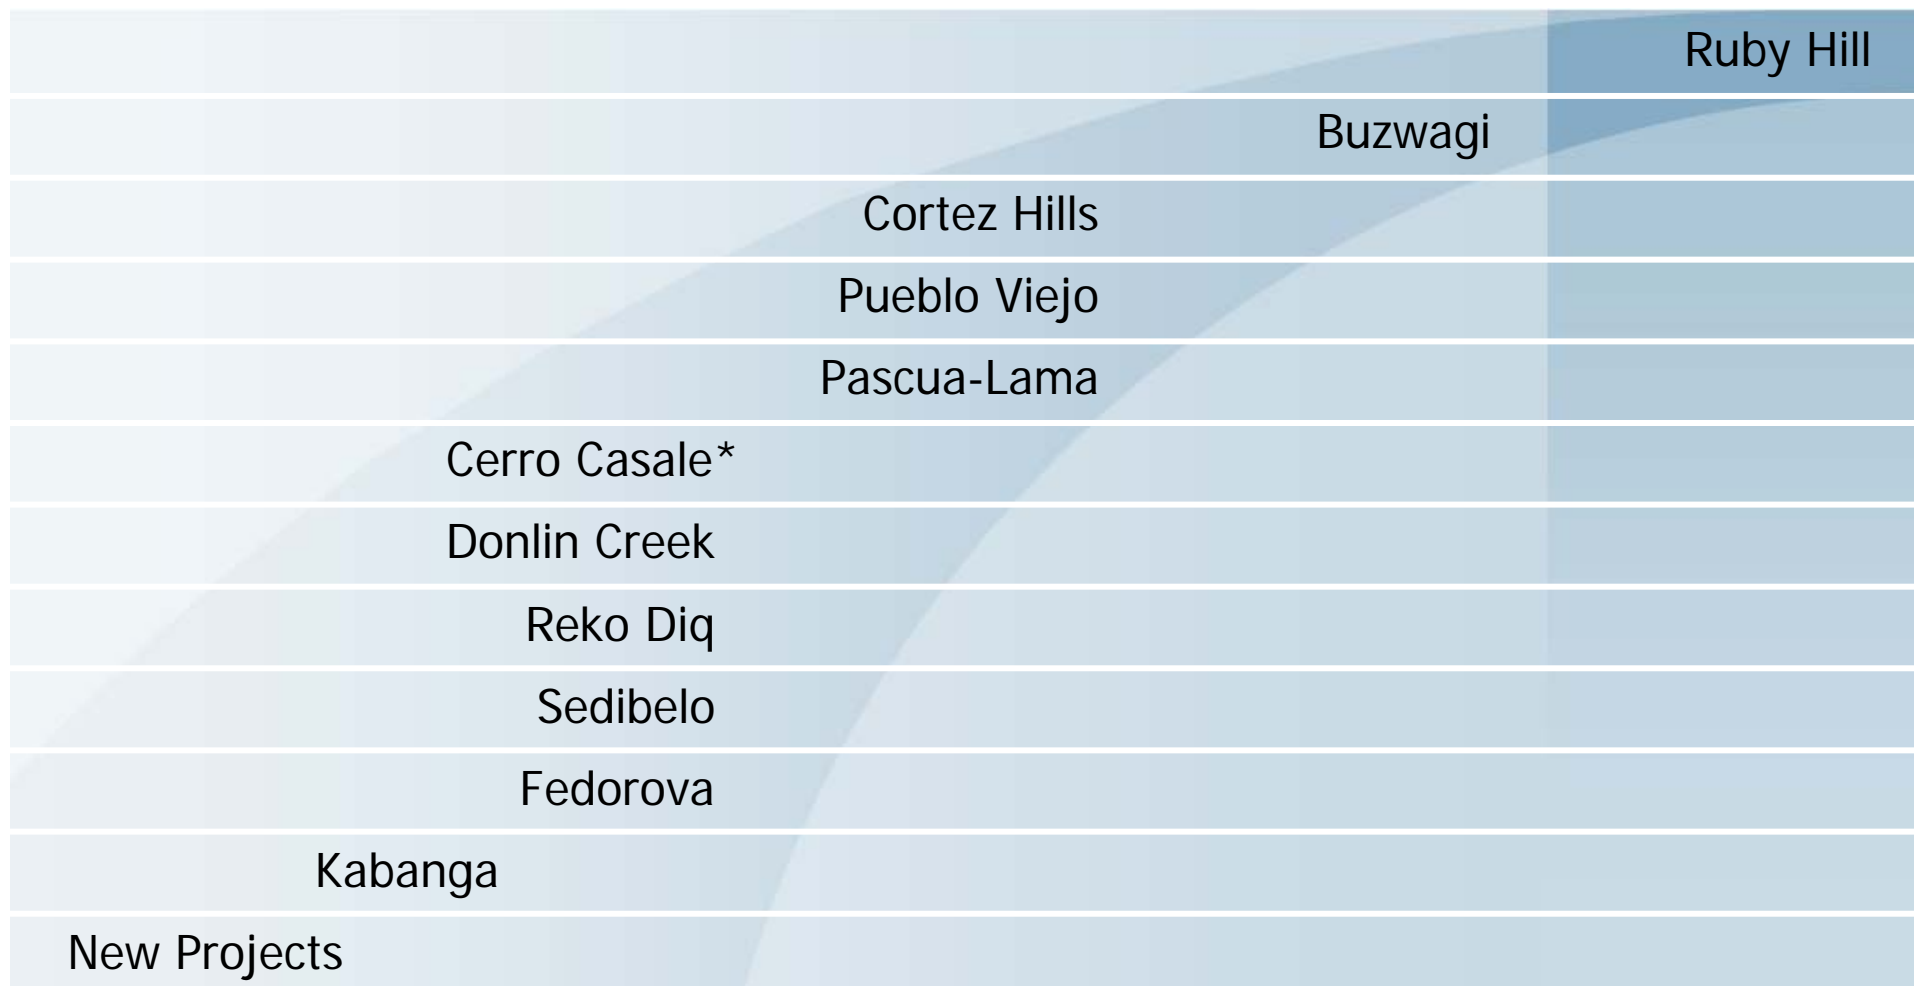 Ruby Hill
Buzwagi
Cortez Hills
Pueblo Viejo
Pascua-Lama
Cerro Casale*
Donlin Creek
Reko Diq
Sedibelo
Fedorova
Kabanga
New Projects